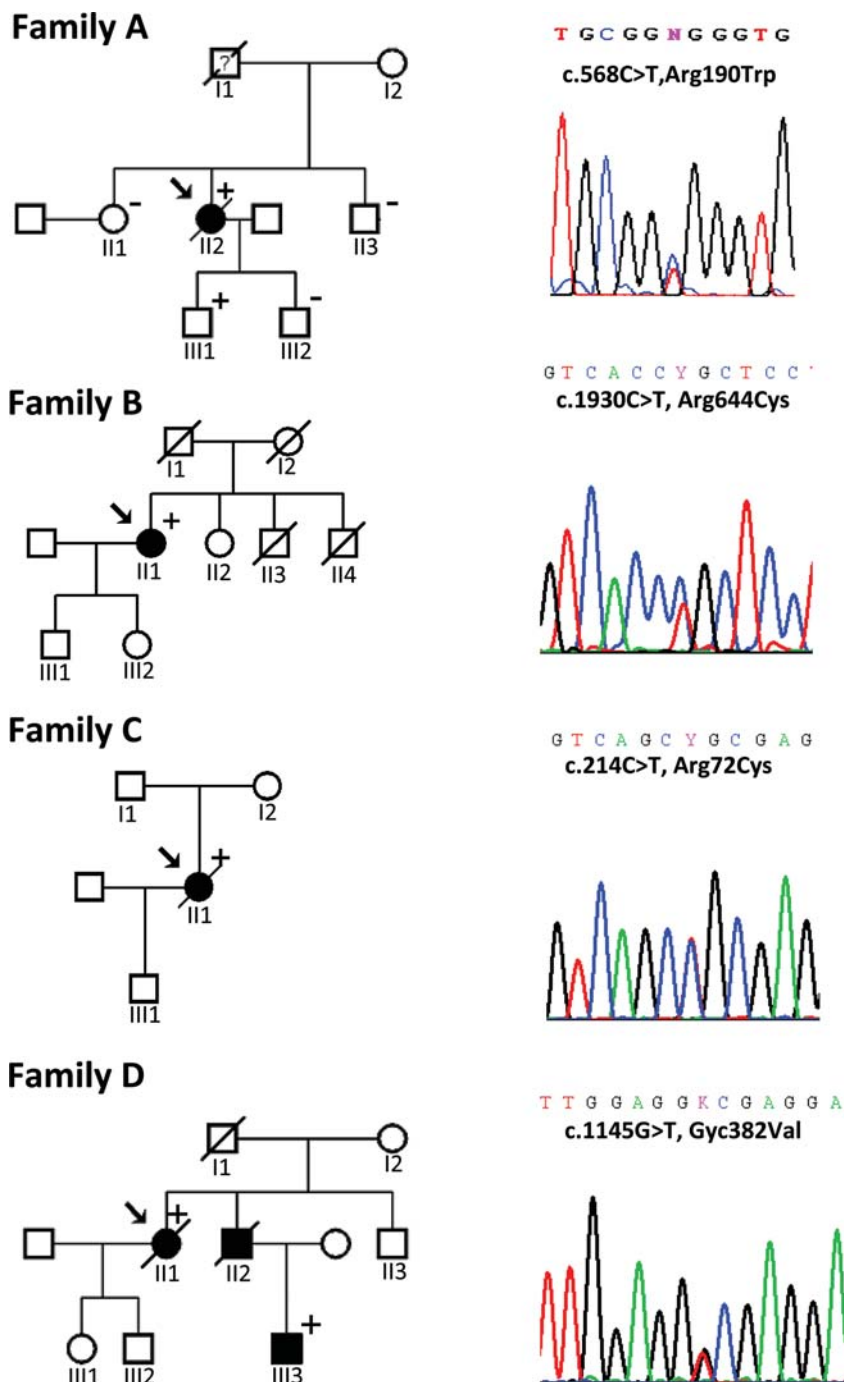 Family A
T G C G G N G G G T G
c.568C>T,Arg190Trp
?
I1
I2
+
-
-
II1
II2
II3
+
-
III1
III2
Family B
G T C A C C Y G C T C C
c.1930C>T, Arg644Cys
I1
I2
+
II1
II2
II3
II4
III1
III2
Family C
G T C A G C Y G C G A G
c.214C>T, Arg72Cys
I1
I2
+
II1
III1
Family D
T T G G A G G K C G A G G A
c.1145G>T, Gyc382Val
I1
I2
+
II1
II2
II3
+
III1
III2
III3